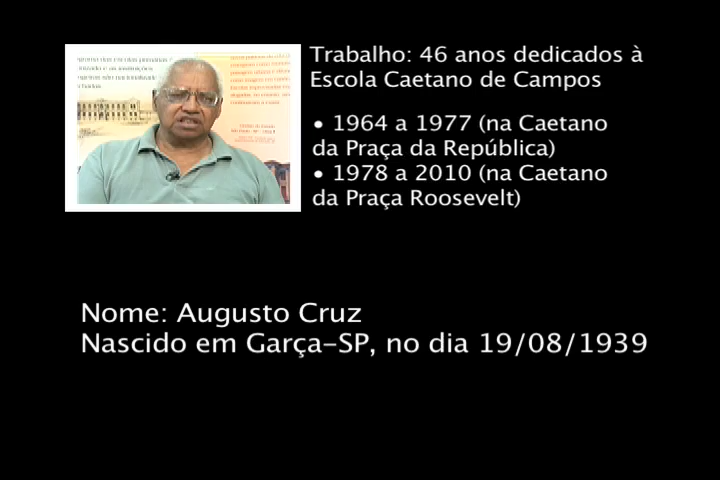 Trabalho: 46 anos dedicados à
Escola Caetano de Campos
• 1964 a 1977 (na Caetano
da Praça da República)
• 1978 a 2010 (na Caetano
da Praça Roosevelt)
Nome: Augusto Cruz
Nascido em Garça-SP, no dia 19/08/1939